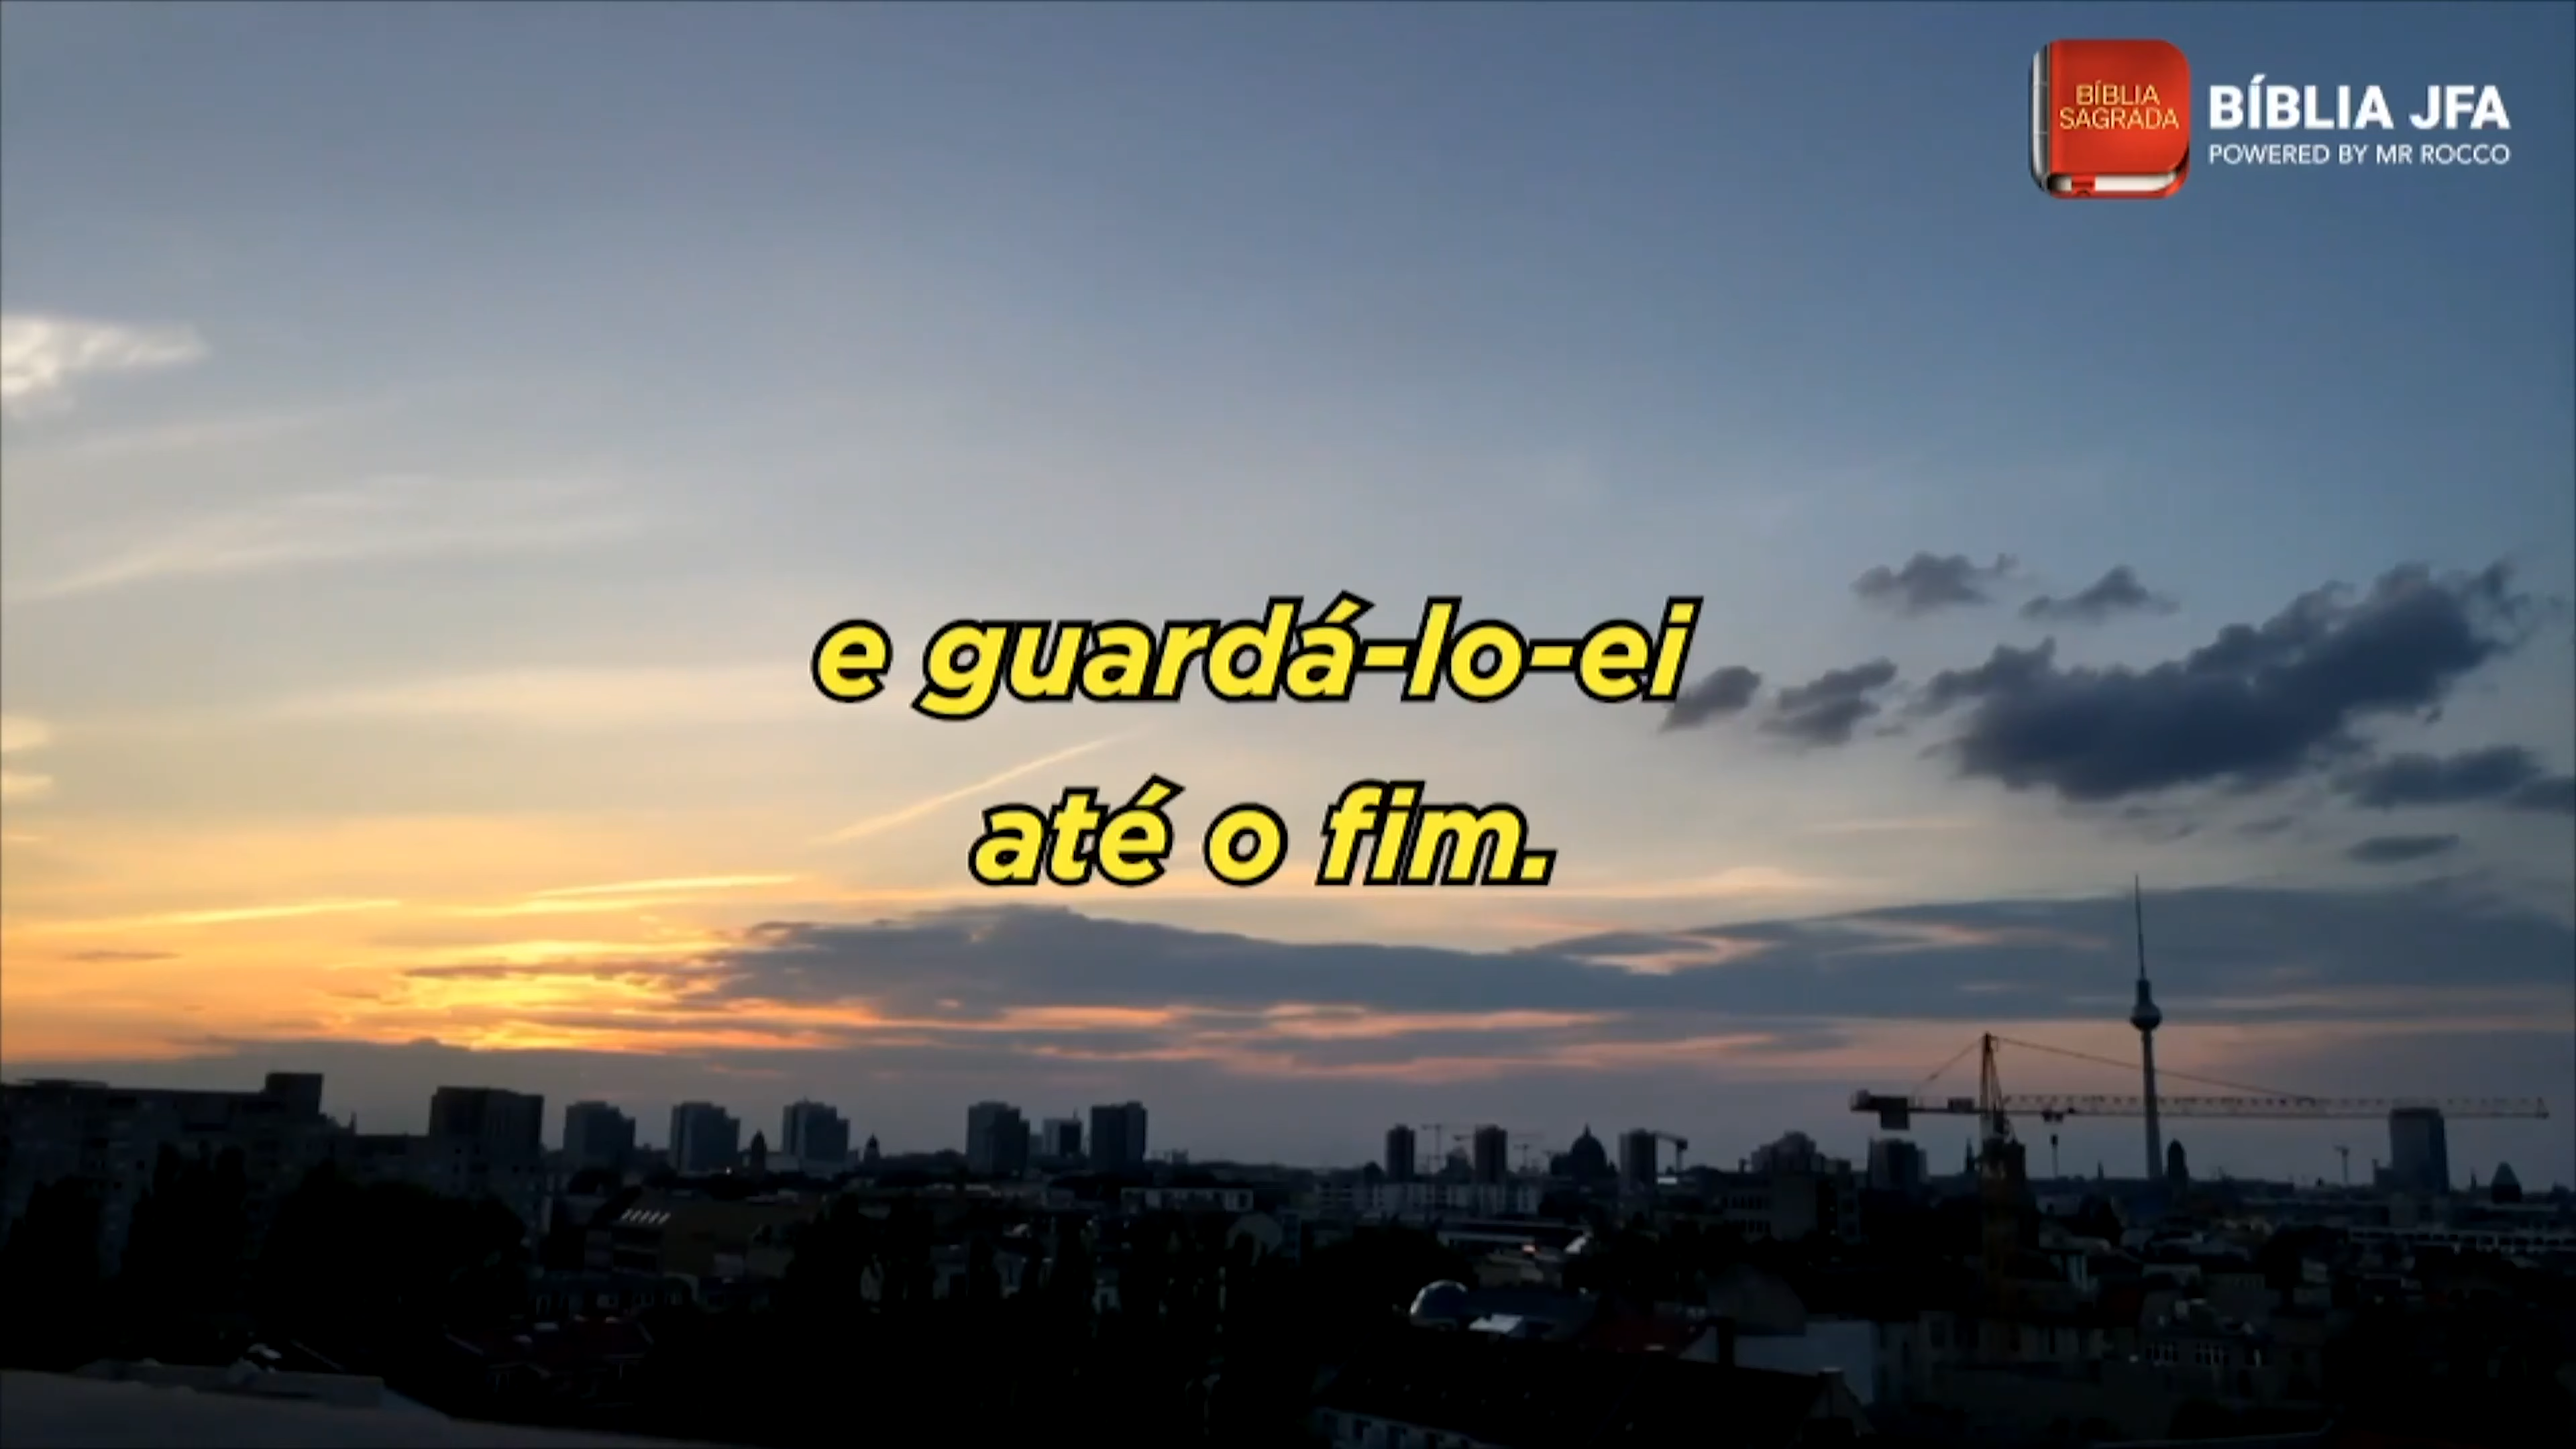 BÍBLIA
SAGRADA
BÍBLIA JFA
POWERED BY MR ROCCO
e guardá-lo-ei
até o fim.